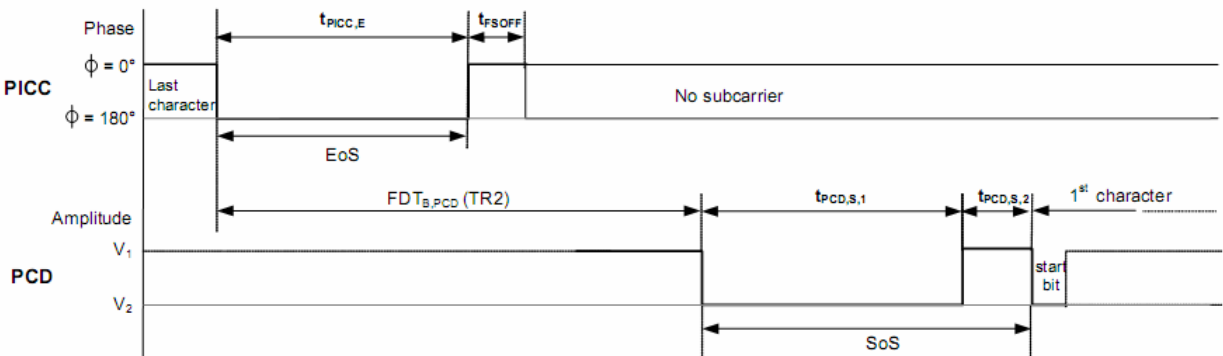 Phase
tPICC,E
tFSOFF
ϕ = 0°
PICC
Last
character
No subcarrier
ϕ = 180°
EoS
FDTB,PCD (TR2)
tPCD,S,1
tPCD,S,2
1st character
Amplitude
V1
PCD
start
bit
V2
SoS